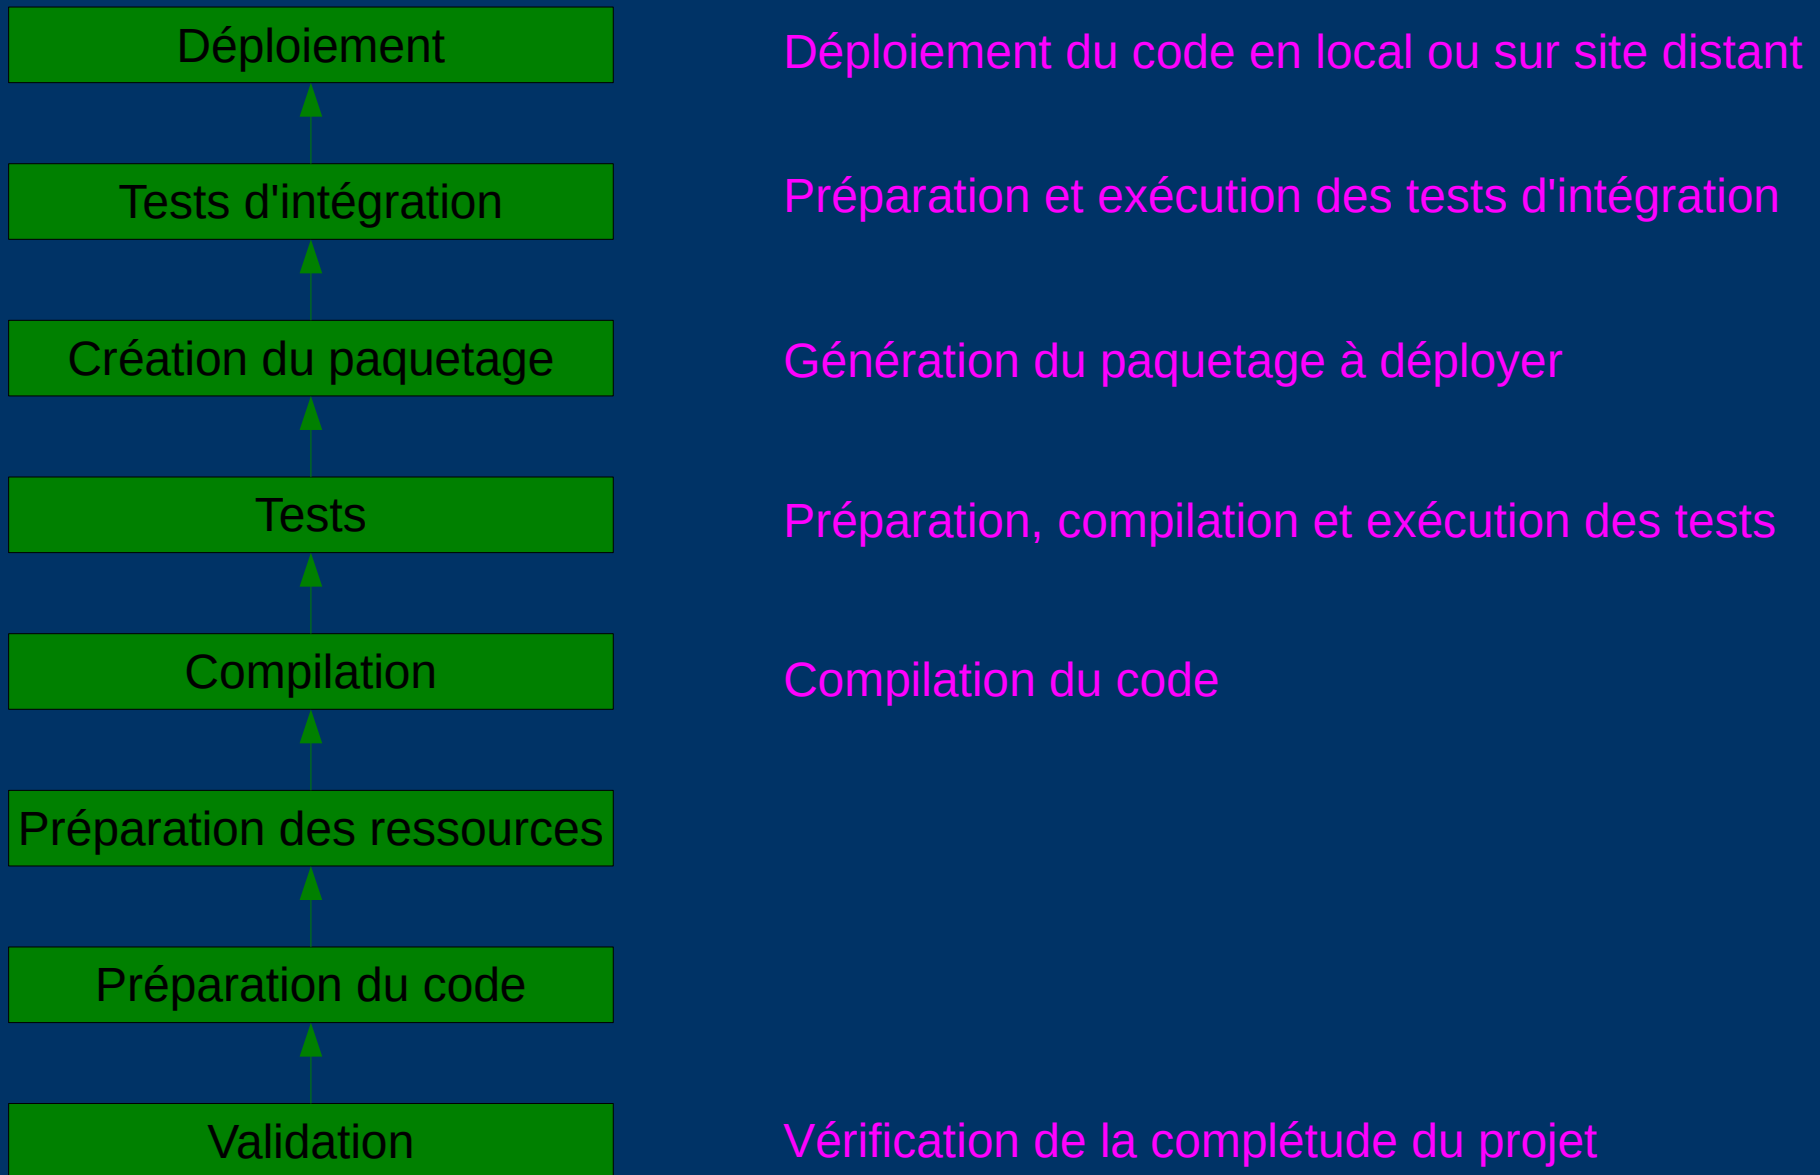 Déploiement
Déploiement du code en local ou sur site distant
Tests d'intégration
Préparation et exécution des tests d'intégration
Création du paquetage
Génération du paquetage à déployer
Tests
Préparation, compilation et exécution des tests
Compilation
Compilation du code
Préparation des ressources
Préparation du code
Validation
Vérification de la complétude du projet